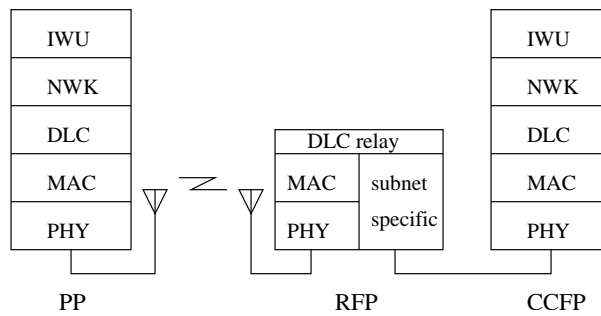 IWU
NWK
DLC
MAC
PHY
PP
DLC relay
MAC
PHY
subnet
specific
RFP
IWU
NWK
DLC
MAC
PHY
CCFP